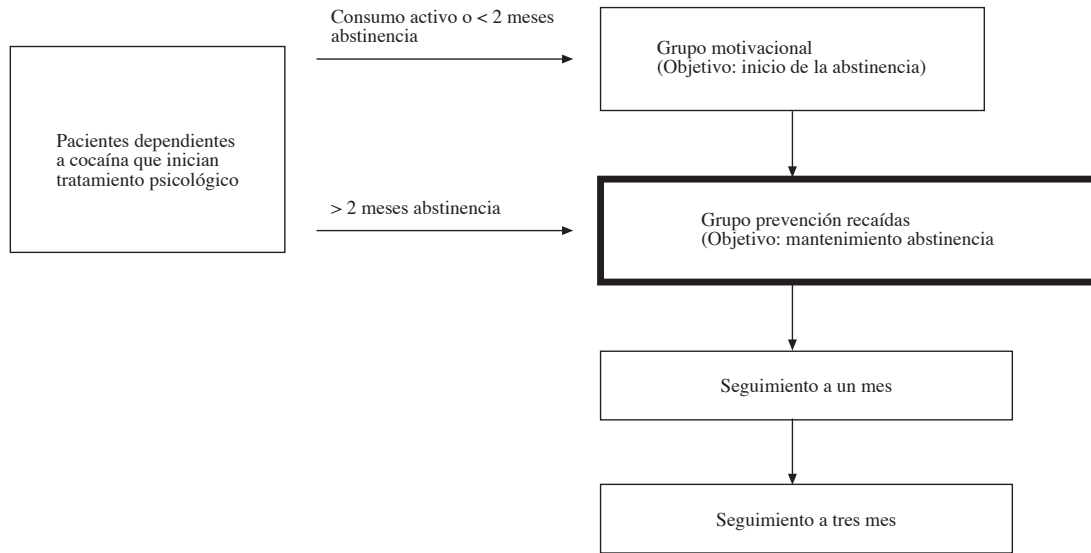 Consumo activo o < 2 meses
abstinencia
Grupo motivacional
(Objetivo: inicio de la abstinencia)
Pacientes dependientes
a cocaína que inician
tratamiento psicológico
> 2 meses abstinencia
Grupo prevención recaídas
(Objetivo: mantenimiento abstinencia
Seguimiento a un mes
Seguimiento a tres mes